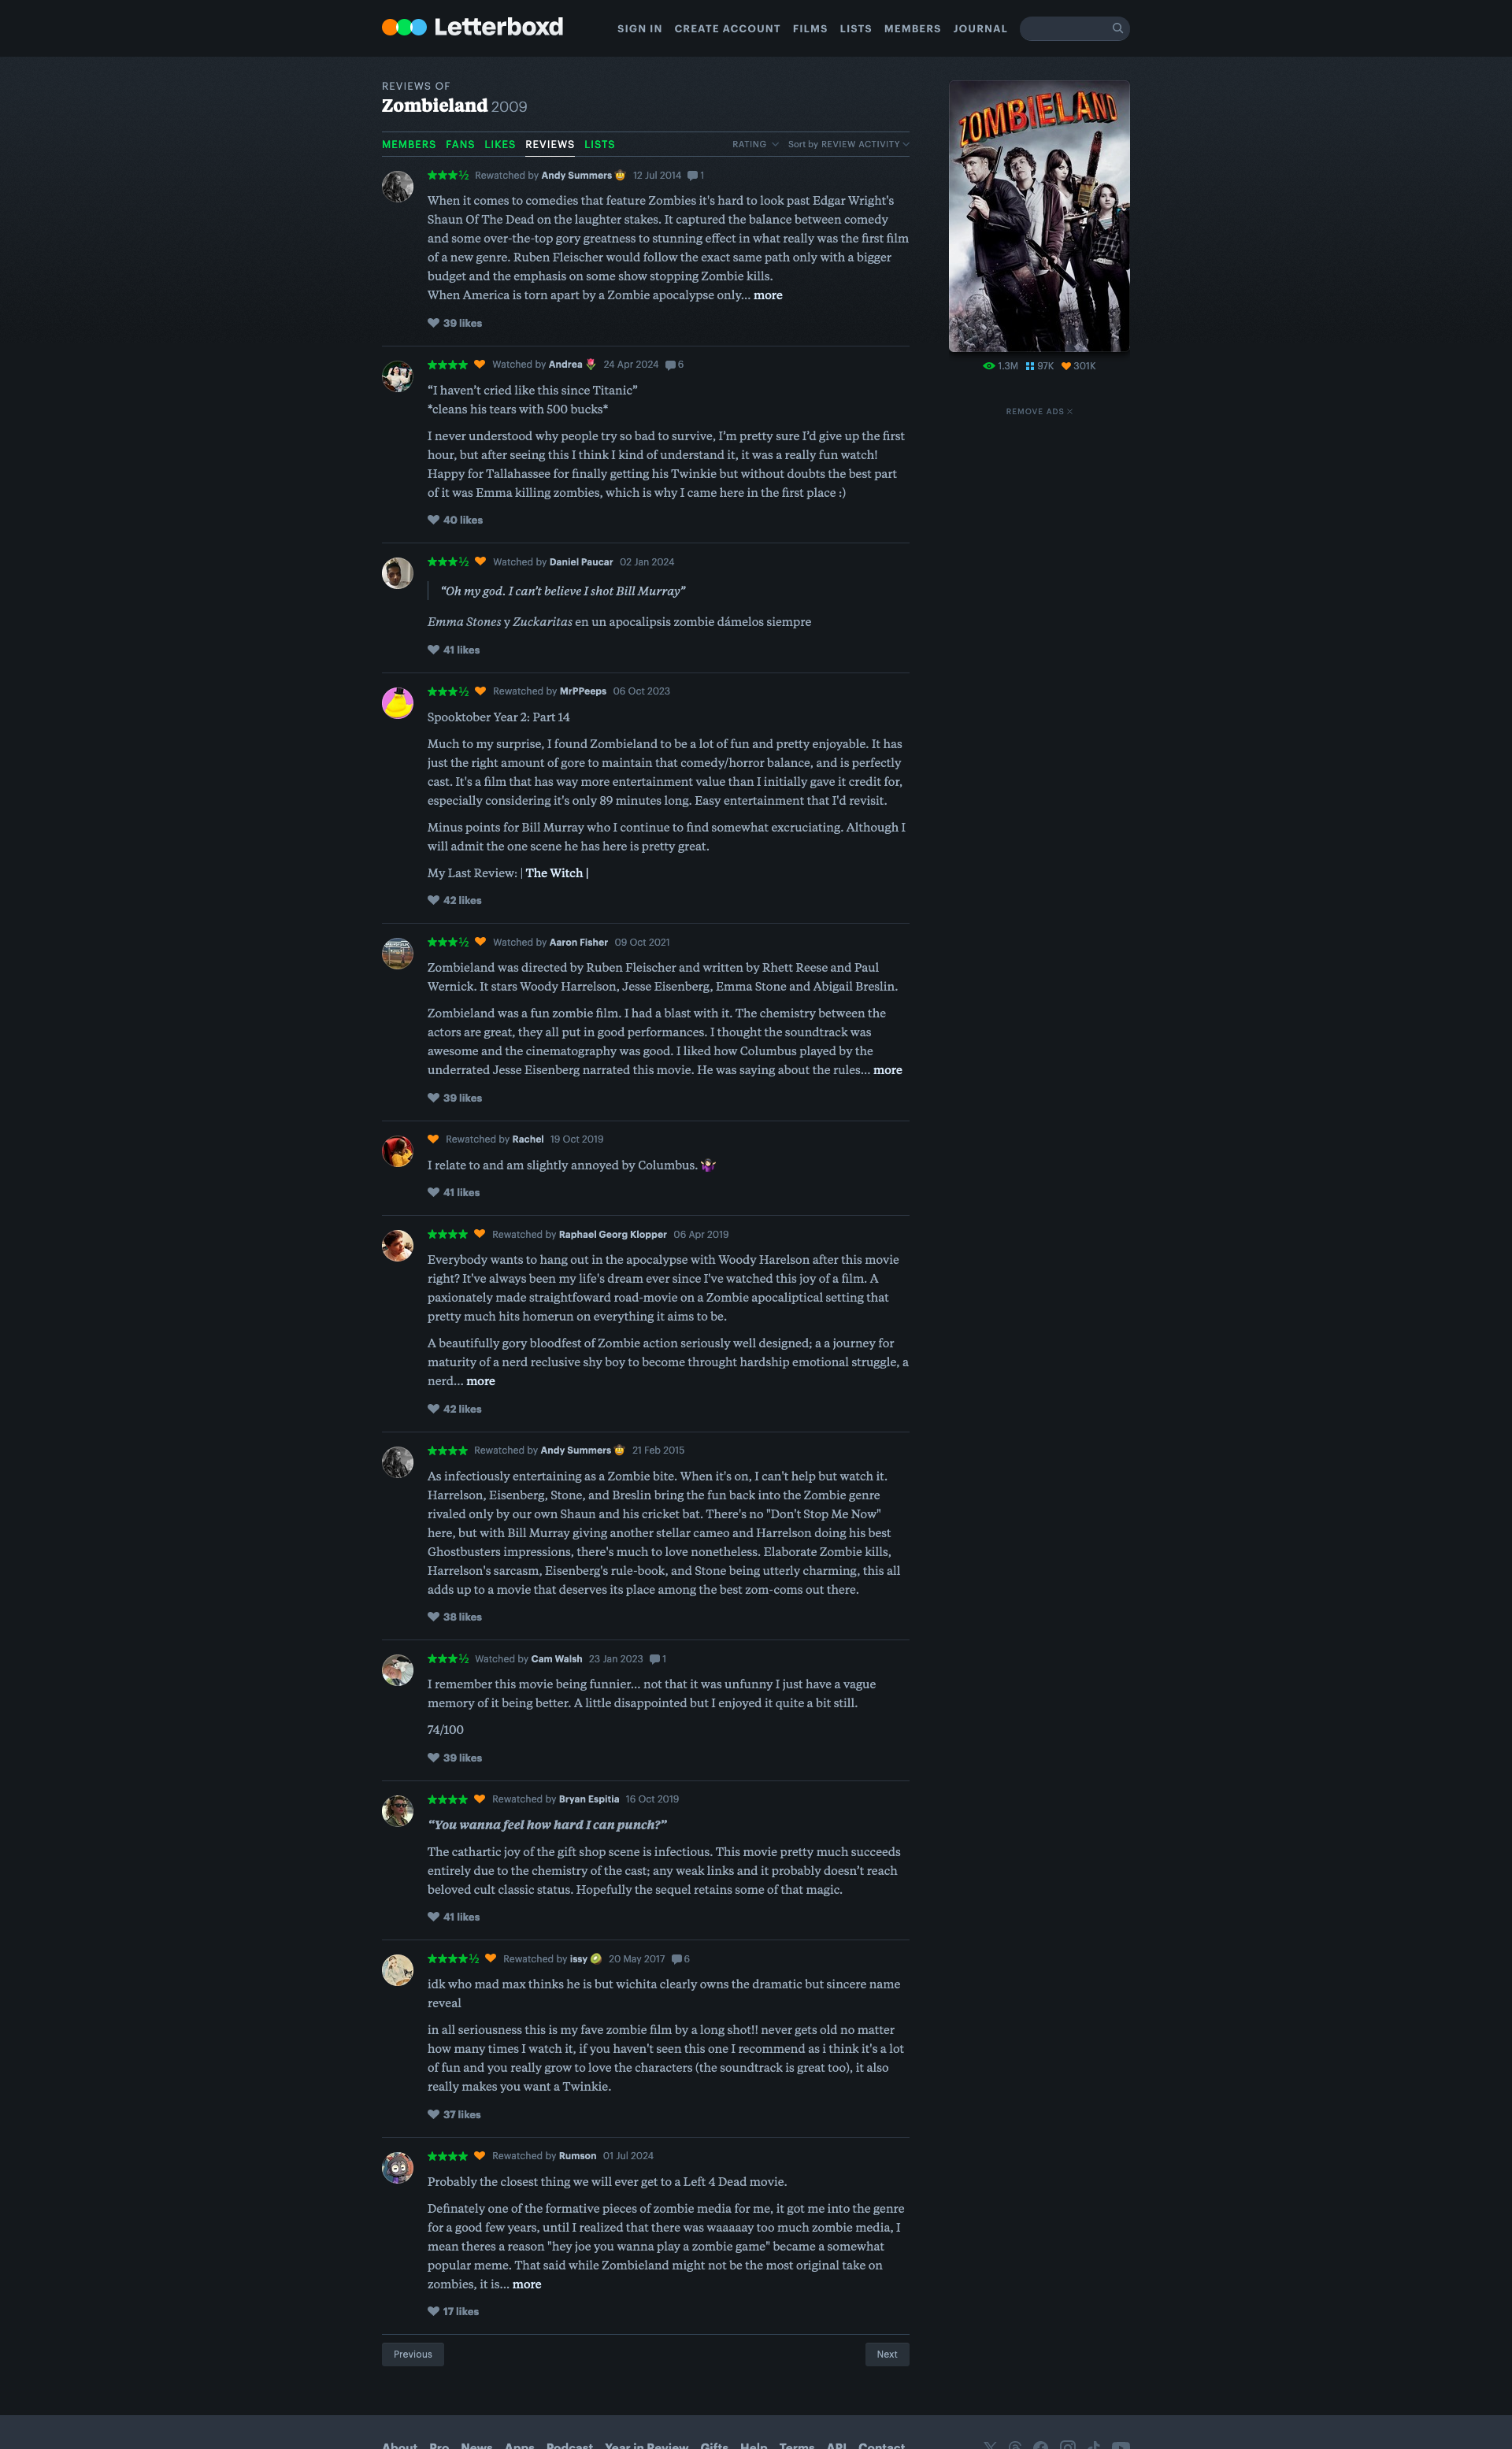 Letterboxd
SIGN IN CREATE ACCOUNT FILMS LISTS MEMBERS JOURNAL
REVIEWS OF
Zombieland 2009
MEMBERS FANS LIKES REVIEWS LISTS RATING Sort by REVIEW ACTIVITY
★★★½ Rewatched by Andy Summers 🤠 12 Jul 2014 1
When it comes to comedies that feature Zombies it's hard to look past Edgar Wright's
Shaun Of The Dead on the laughter stakes. It captured the balance between comedy
and some over-the-top gory greatness to stunning effect in what really was the first film
of a new genre. Ruben Fleischer would follow the exact same path only with a bigger
budget and the emphasis on some show stopping Zombie kills.
When America is torn apart by a Zombie apocalypse only… more
39 likes
★★★★ Watched by Andrea 🌷 24 Apr 2024 6
“I haven’t cried like this since Titanic”
*cleans his tears with 500 bucks*
I never understood why people try so bad to survive, I’m pretty sure I’d give up the first
hour, but after seeing this I think I kind of understand it, it was a really fun watch!
Happy for Tallahassee for finally getting his Twinkie but without doubts the best part
of it was Emma killing zombies, which is why I came here in the first place :)
40 likes
★★★½ Watched by Daniel Paucar 02 Jan 2024
“Oh my god. I can’t believe I shot Bill Murray”
Emma Stones y Zuckaritas en un apocalipsis zombie dámelos siempre
41 likes
★★★½ Rewatched by MrPPeeps 06 Oct 2023
Spooktober Year 2: Part 14
Much to my surprise, I found Zombieland to be a lot of fun and pretty enjoyable. It has
just the right amount of gore to maintain that comedy/horror balance, and is perfectly
cast. It's a film that has way more entertainment value than I initially gave it credit for,
especially considering it's only 89 minutes long. Easy entertainment that I'd revisit.
Minus points for Bill Murray who I continue to find somewhat excruciating. Although I
will admit the one scene he has here is pretty great.
My Last Review: | The Witch |
42 likes
★★★½ Watched by Aaron Fisher 09 Oct 2021
Zombieland was directed by Ruben Fleischer and written by Rhett Reese and Paul
Wernick. It stars Woody Harrelson, Jesse Eisenberg, Emma Stone and Abigail Breslin.
Zombieland was a fun zombie film. I had a blast with it. The chemistry between the
actors are great, they all put in good performances. I thought the soundtrack was
awesome and the cinematography was good. I liked how Columbus played by the
underrated Jesse Eisenberg narrated this movie. He was saying about the rules… more
39 likes
Rewatched by Rachel 19 Oct 2019
I relate to and am slightly annoyed by Columbus. 🤷🏻‍♀️
41 likes
★★★★ Rewatched by Raphael Georg Klopper 06 Apr 2019
Everybody wants to hang out in the apocalypse with Woody Harelson after this movie
right? It've always been my life's dream ever since I've watched this joy of a film. A
paxionately made straightfoward road-movie on a Zombie apocaliptical setting that
pretty much hits homerun on everything it aims to be.
A beautifully gory bloodfest of Zombie action seriously well designed; a a journey for
maturity of a nerd reclusive shy boy to become throught hardship emotional struggle, a
nerd… more
42 likes
★★★★ Rewatched by Andy Summers 🤠 21 Feb 2015
As infectiously entertaining as a Zombie bite. When it's on, I can't help but watch it.
Harrelson, Eisenberg, Stone, and Breslin bring the fun back into the Zombie genre
rivaled only by our own Shaun and his cricket bat. There's no "Don't Stop Me Now"
here, but with Bill Murray giving another stellar cameo and Harrelson doing his best
Ghostbusters impressions, there's much to love nonetheless. Elaborate Zombie kills,
Harrelson's sarcasm, Eisenberg's rule-book, and Stone being utterly charming, this all
adds up to a movie that deserves its place among the best zom-coms out there.
38 likes
★★★½ Watched by Cam Walsh 23 Jan 2023 1
I remember this movie being funnier… not that it was unfunny I just have a vague
memory of it being better. A little disappointed but I enjoyed it quite a bit still.
74/100
39 likes
★★★★ Rewatched by Bryan Espitia 16 Oct 2019
“You wanna feel how hard I can punch?”
The cathartic joy of the gift shop scene is infectious. This movie pretty much succeeds
entirely due to the chemistry of the cast; any weak links and it probably doesn’t reach
beloved cult classic status. Hopefully the sequel retains some of that magic.
41 likes
★★★★½ Rewatched by issy 🥝 20 May 2017 6
idk who mad max thinks he is but wichita clearly owns the dramatic but sincere name
reveal
in all seriousness this is my fave zombie film by a long shot!! never gets old no matter
how many times I watch it, if you haven't seen this one I recommend as i think it's a lot
of fun and you really grow to love the characters (the soundtrack is great too), it also
really makes you want a Twinkie.
37 likes
★★★★ Rewatched by Rumson 01 Jul 2024
Probably the closest thing we will ever get to a Left 4 Dead movie.
Definately one of the formative pieces of zombie media for me, it got me into the genre
for a good few years, until I realized that there was waaaaay too much zombie media, I
mean theres a reason "hey joe you wanna play a zombie game" became a somewhat
popular meme. That said while Zombieland might not be the most original take on
zombies, it is… more
17 likes
Previous Next
ZOMBIELAND
1.3M 97K 301K
REMOVE ADS
About Pro News Apps Podcast Year in Review Gifts Help Terms API Contact